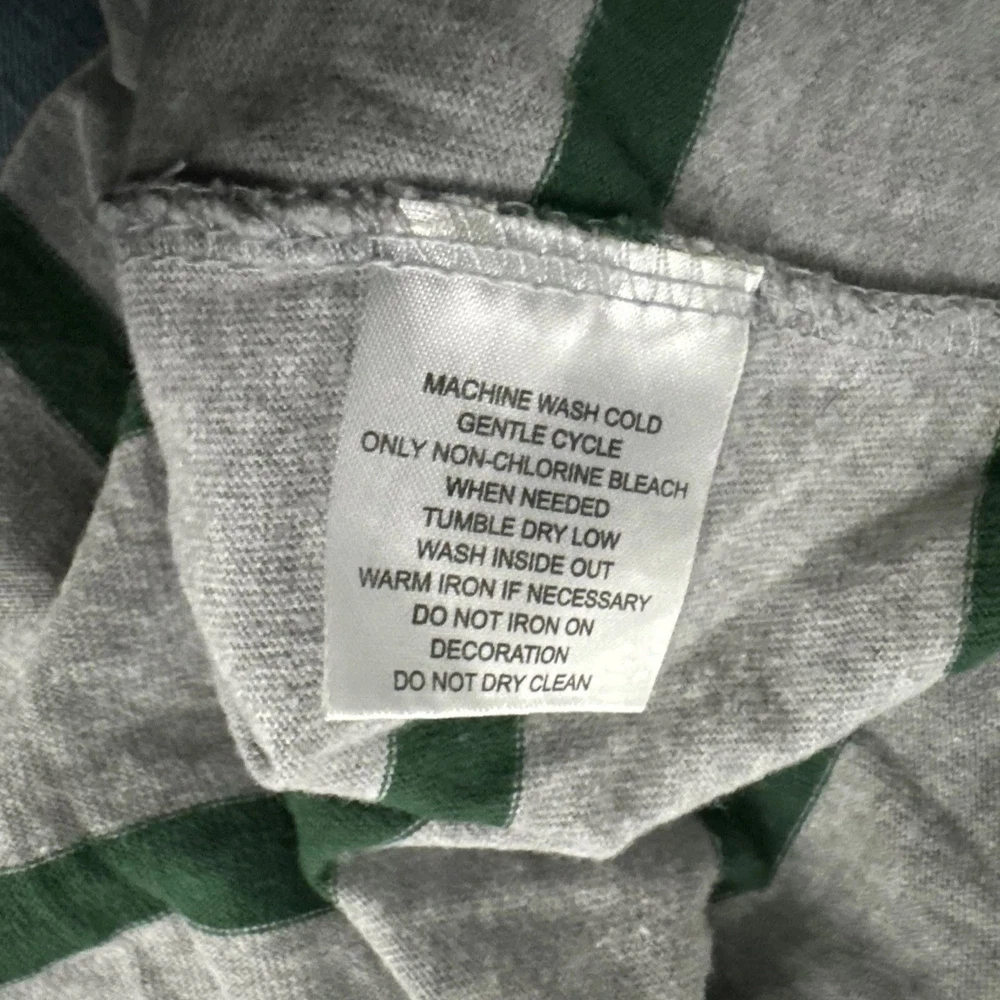 MACHINE WASH COLD
GENTLE CYCLE
ONLY NON-CHLORINE BLEACH
WHEN NEEDED
TUMBLE DRY LOW
WASH INSIDE OUT
WARM IRON IF NECESSARY
DO NOT IRON ON
DECORATION
DO NOT DRY CLEAN